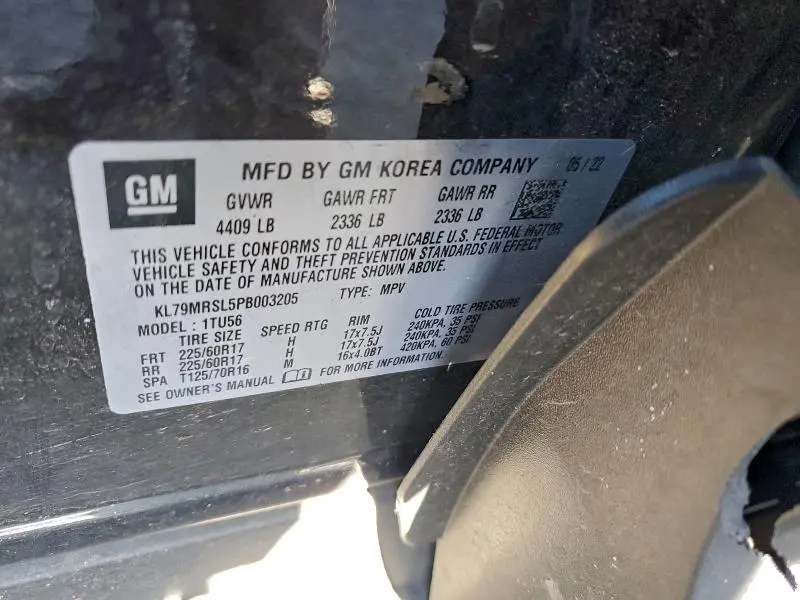 GM
MFD BY GM KOREA COMPANY 05/22
GVWR GAWR FRT GAWR RR
4409 LB 2336 LB 2336 LB
THIS VEHICLE CONFORMS TO ALL APPLICABLE U.S. FEDERAL MOTOR
VEHICLE SAFETY AND THEFT PREVENTION STANDARDS IN EFFECT
ON THE DATE OF MANUFACTURE SHOWN ABOVE.
KL79MRSL5PB003205 TYPE: MPV
MODEL: 1TU56
TIRE SIZE SPEED RTG RIM COLD TIRE PRESSURE
FRT 225/60R17 H 17x7.5J 240KPA, 35 PSI
RR 225/60R17 H 17x7.5J 240KPA, 35 PSI
SPA T125/70R16 M 16x4.0BT 420KPA, 60 PSI
SEE OWNER'S MANUAL FOR MORE INFORMATION.